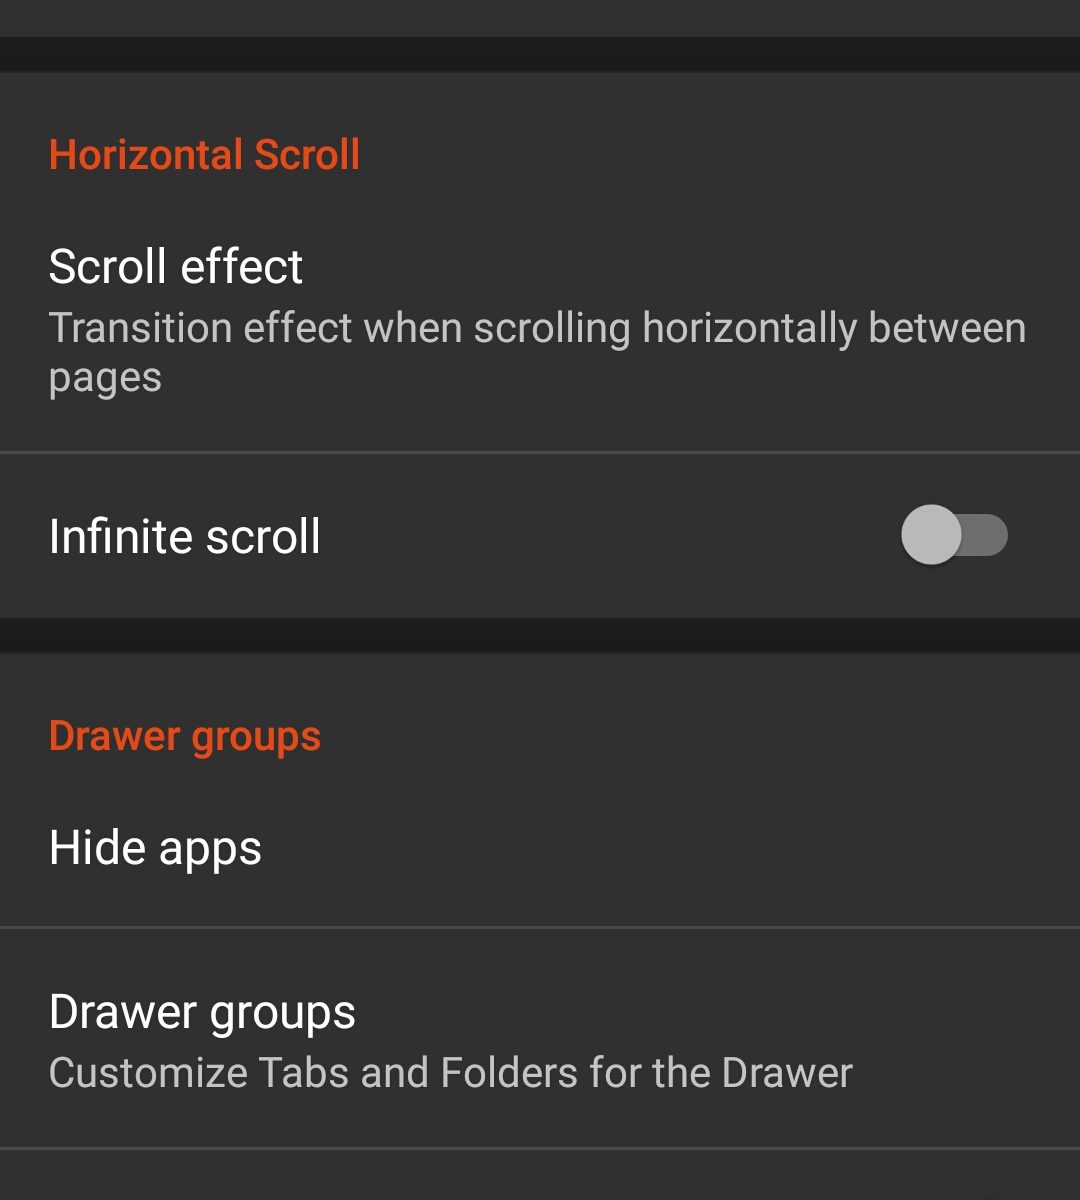 Horizontal Scroll
Scroll effect
Transition effect when scrolling horizontally between
pages
Infinite scroll
Drawer groups
Hide apps
Drawer groups
Customize Tabs and Folders for the Drawer